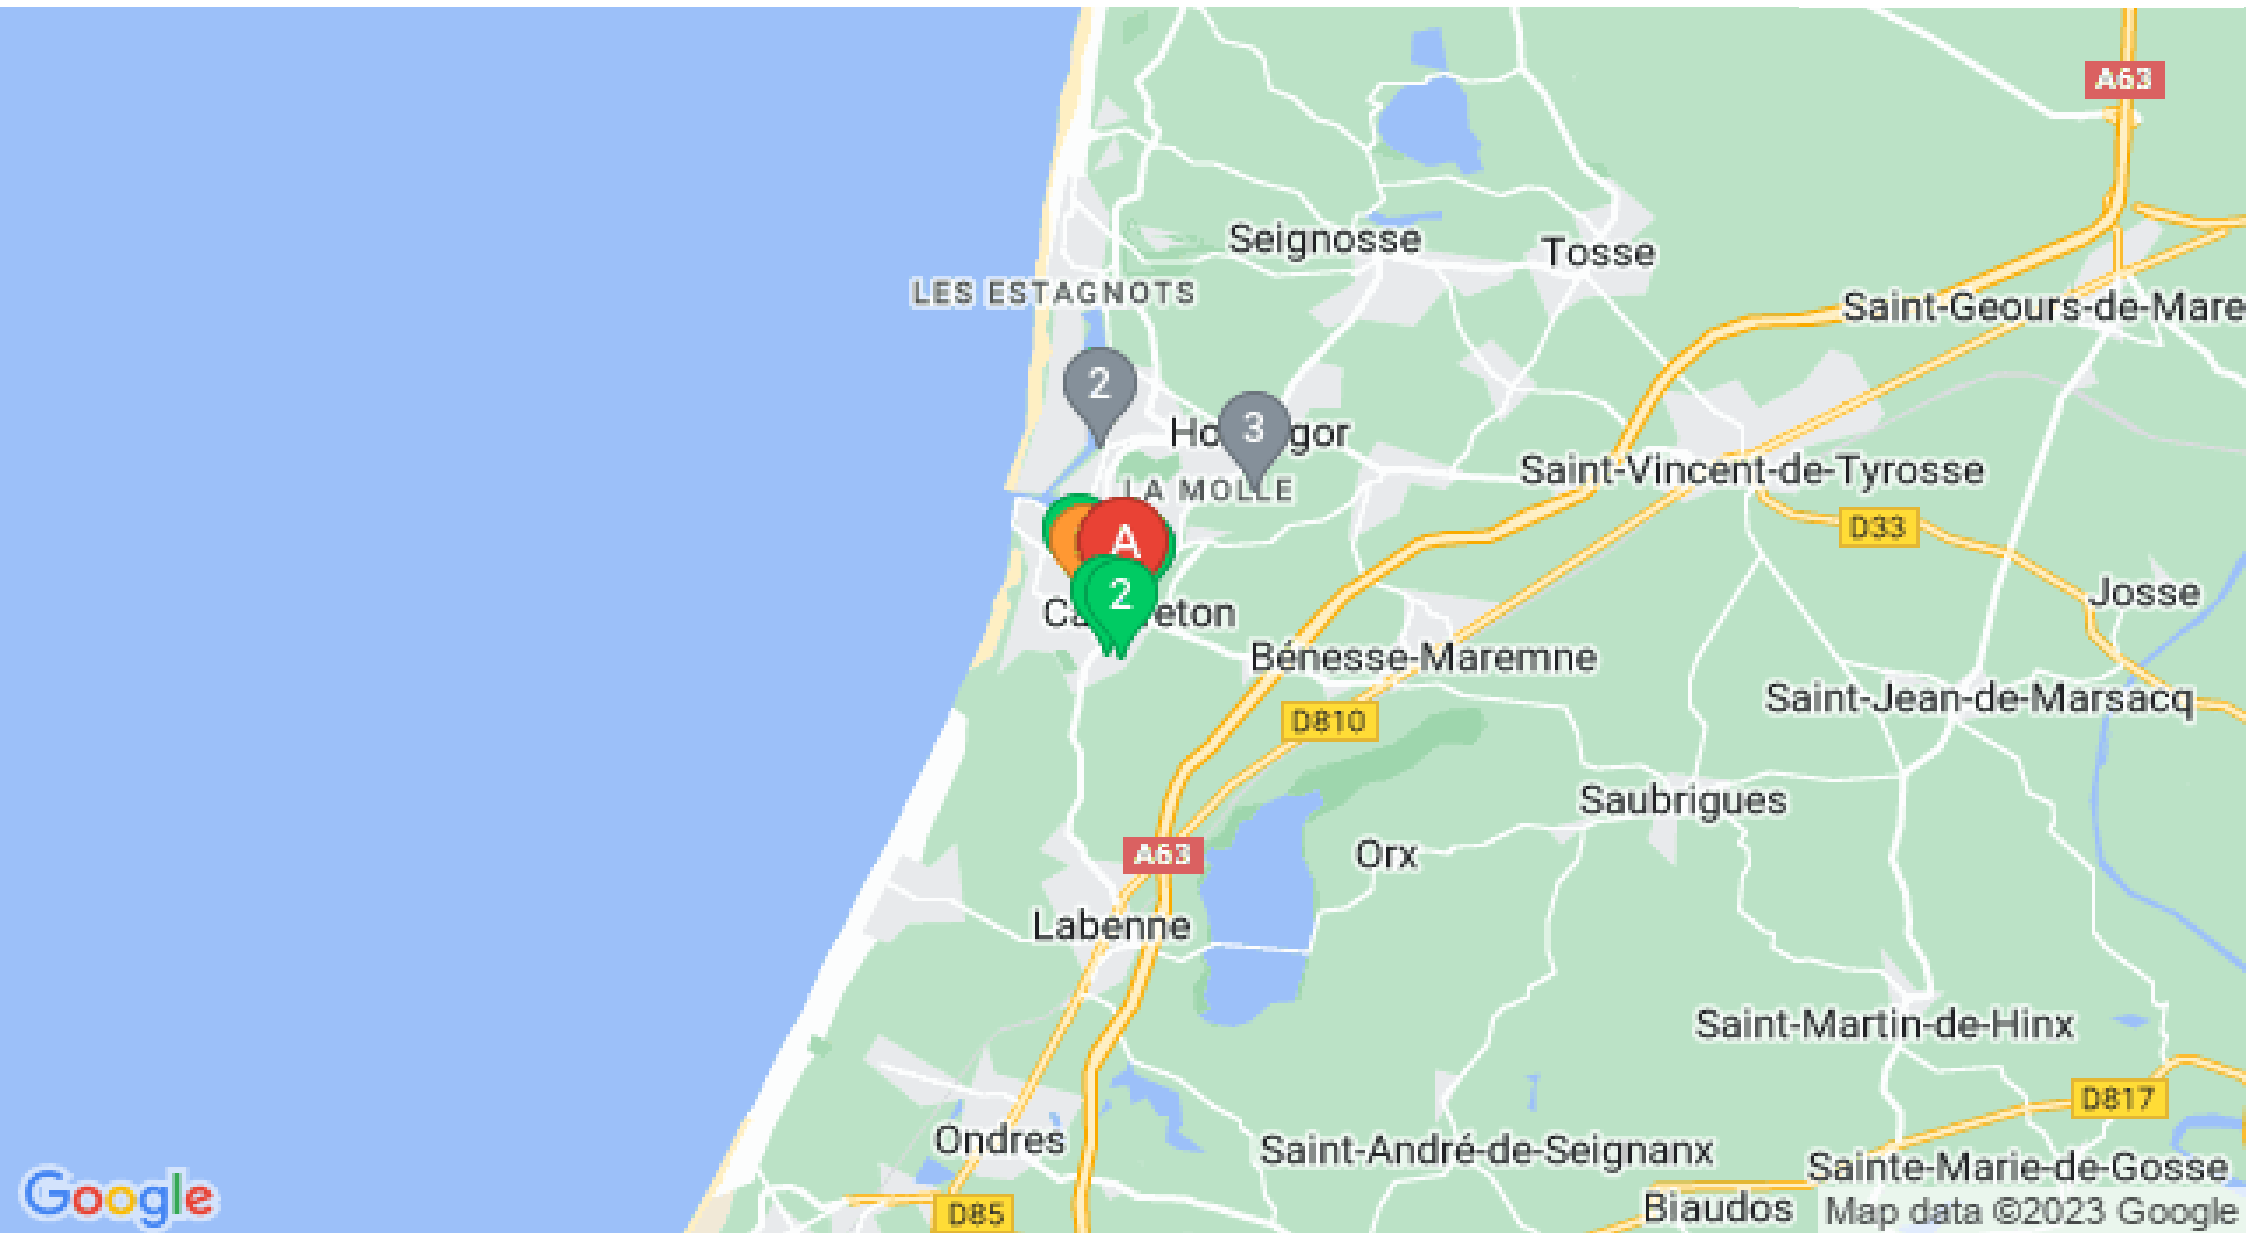 A63
Seignosse
Tosse
LES ESTAGNOTS
Saint-Geours-de-Mare
2
3
Ho gor
Saint-Vincent-de-Tyrosse
LA MOLLE
D33
A
2
Ca eton
Josse
Bénesse-Maremne
Saint-Jean-de-Marsacq
D810
Saubrigues
A63
Orx
Labenne
Saint-Martin-de-Hinx
D817
Ondres
Saint-André-de-Seignanx
Sainte-Marie-de-Gosse
Google
D85
Biaudos
Map data ©2023 Google